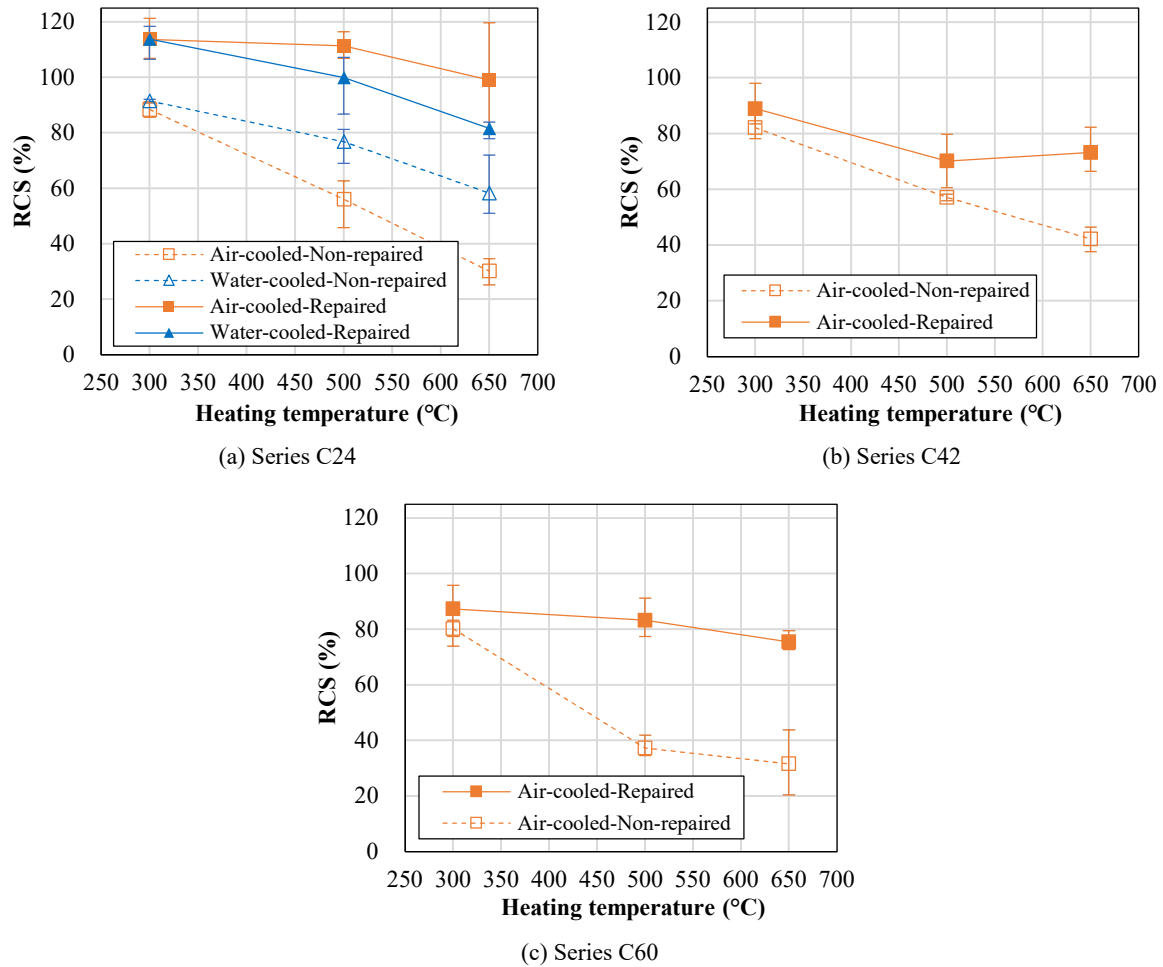 120
100
80
60
40
20
0
RCS (%)
Air-cooled-Non-repaired
Water-cooled-Non-repaired
Air-cooled-Repaired
Water-cooled-Repaired
250 300 350 400 450 500 550 600 650 700
Heating temperature (°C)
(a) Series C24
120
100
80
60
40
20
0
RCS (%)
Air-cooled-Non-repaired
Air-cooled-Repaired
250 300 350 400 450 500 550 600 650 700
Heating temperature (°C)
(b) Series C42
120
100
80
60
40
20
0
RCS (%)
Air-cooled-Repaired
Air-cooled-Non-repaired
250 300 350 400 450 500 550 600 650 700
Heating temperature (°C)
(c) Series C60